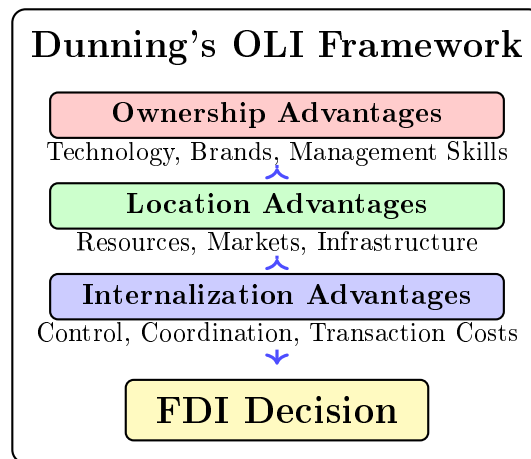 Dunning's OLI Framework
Ownership Advantages
Technology, Brands, Management Skills
Location Advantages
Resources, Markets, Infrastructure
Internalization Advantages
Control, Coordination, Transaction Costs
FDI Decision